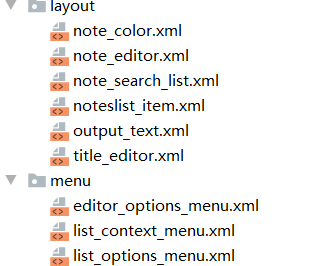 layout
note_color.xml
note_editor.xml
note_search_list.xml
noteslist_item.xml
output_text.xml
title_editor.xml
menu
editor_options_menu.xml
list_context_menu.xml
list_options_menu.xml